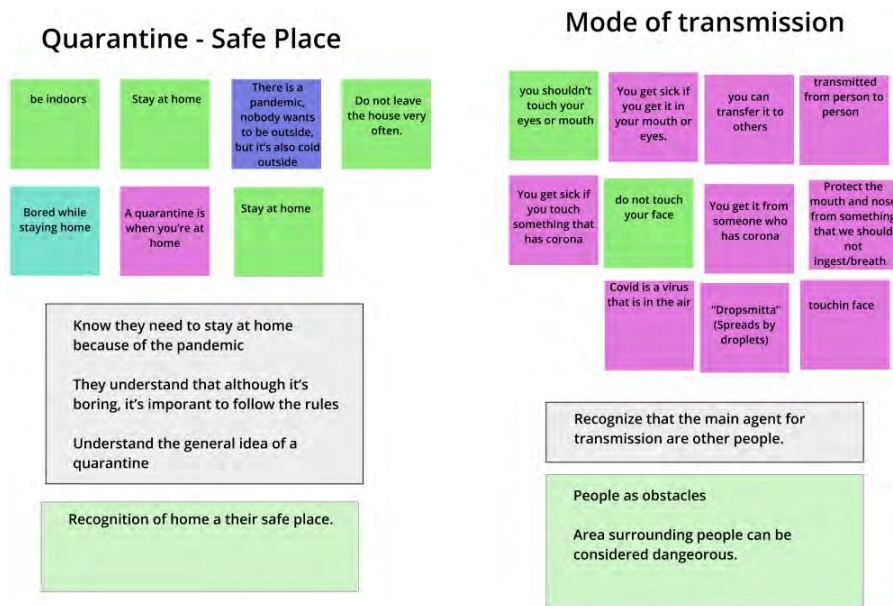 Quarantine - Safe Place
be indoors
Stay at home
There is a
pandemic,
nobody wants
to be outside,
but it's also cold
outside
Do not leave
the house very
often.
Bored while
staying home
A quarantine is
when you're at
home
Stay at home
Know they need to stay at home
because of the pandemic
They understand that although it's
boring, it's imporant to follow the rules
Understand the general idea of a
quarantine
Recognition of home a their safe place.
Mode of transmission
you shouldn't
touch your
eyes or mouth
You get sick if
you get it in
your mouth or
eyes.
you can
transfer it to
others
transmitted
from person to
person
You get sick if
you touch
something that
has corona
do not touch
your face
You get it from
someone who
has corona
Protect the
mouth and nose
from something
that we should
not
ingest/breath
Covid is a virus
that is in the air
"Dropsmitta"
(Spreads by
droplets)
touchin face
Recognize that the main agent for
transmission are other people.
People as obstacles
Area surrounding people can be
considered dangeorous.